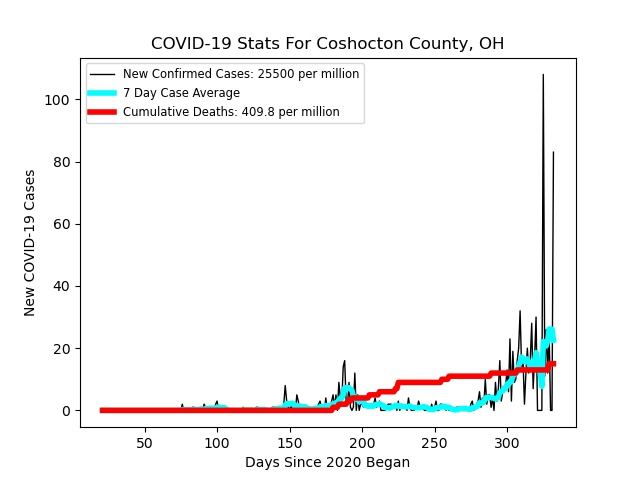 COVID-19 Stats For Coshocton County, OH
New Confirmed Cases: 25500 per million
7 Day Case Average
Cumulative Deaths: 409.8 per million
New COVID-19 Cases
100
80
60
40
20
0
50 100 150 200 250 300
Days Since 2020 Began